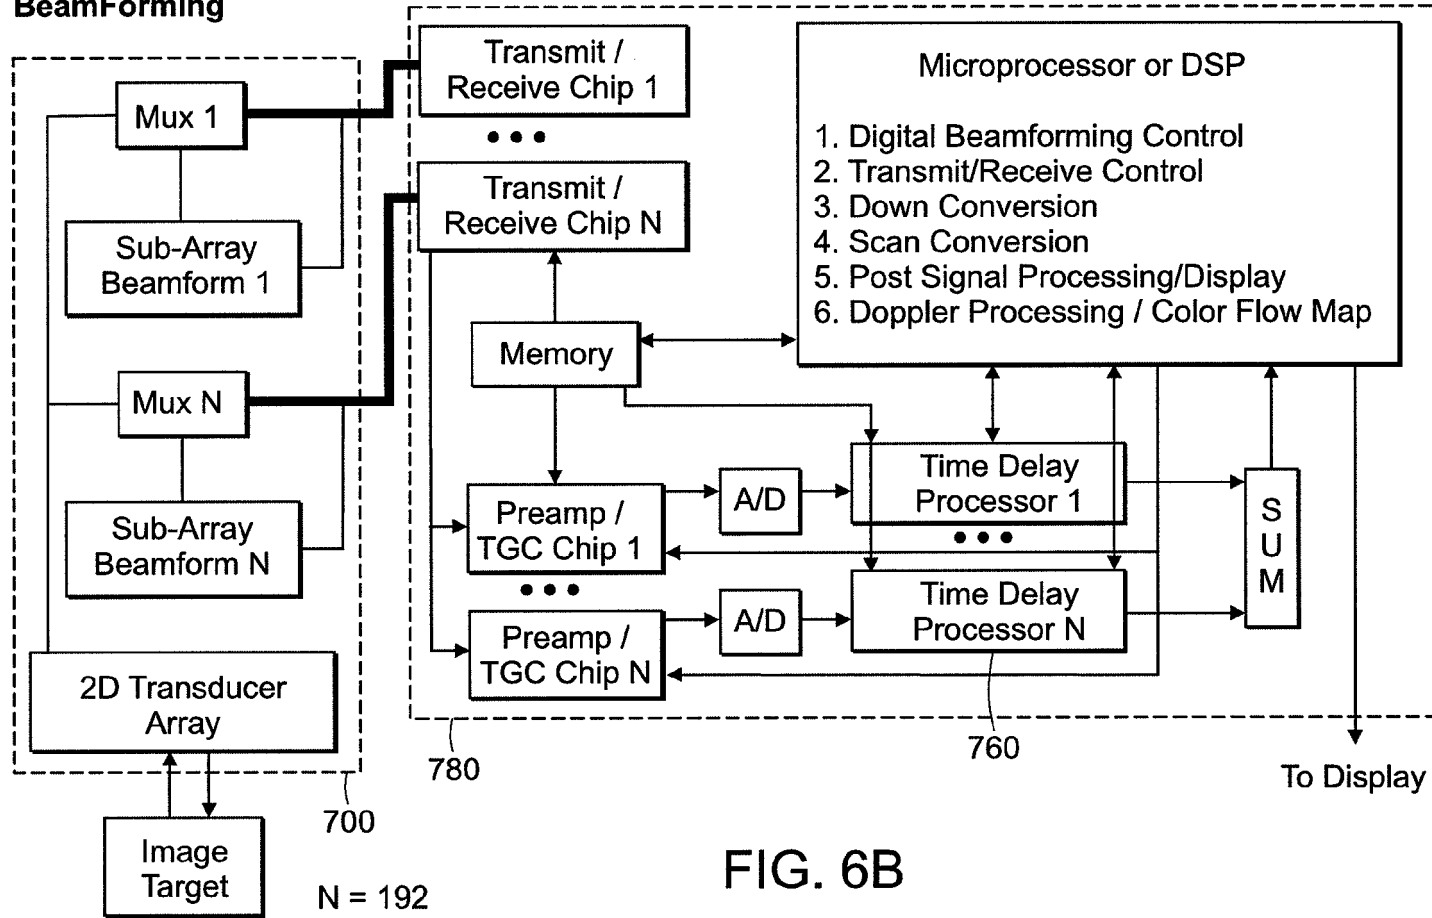 BeamForming
Transmit /
Receive Chip 1
Mux 1
Sub-Array
Beamform 1
Transmit /
Receive Chip N
Mux N
Sub-Array
Beamform N
2D Transducer
Array
Image
Target
700
N = 192
Microprocessor or DSP
1. Digital Beamforming Control
2. Transmit/Receive Control
3. Down Conversion
4. Scan Conversion
5. Post Signal Processing/Display
6. Doppler Processing / Color Flow Map
Memory
Preamp /
TGC Chip 1
A/D
Time Delay
Processor 1
Preamp /
TGC Chip N
A/D
Time Delay
Processor N
S
U
M
780
760
To Display
FIG. 6B